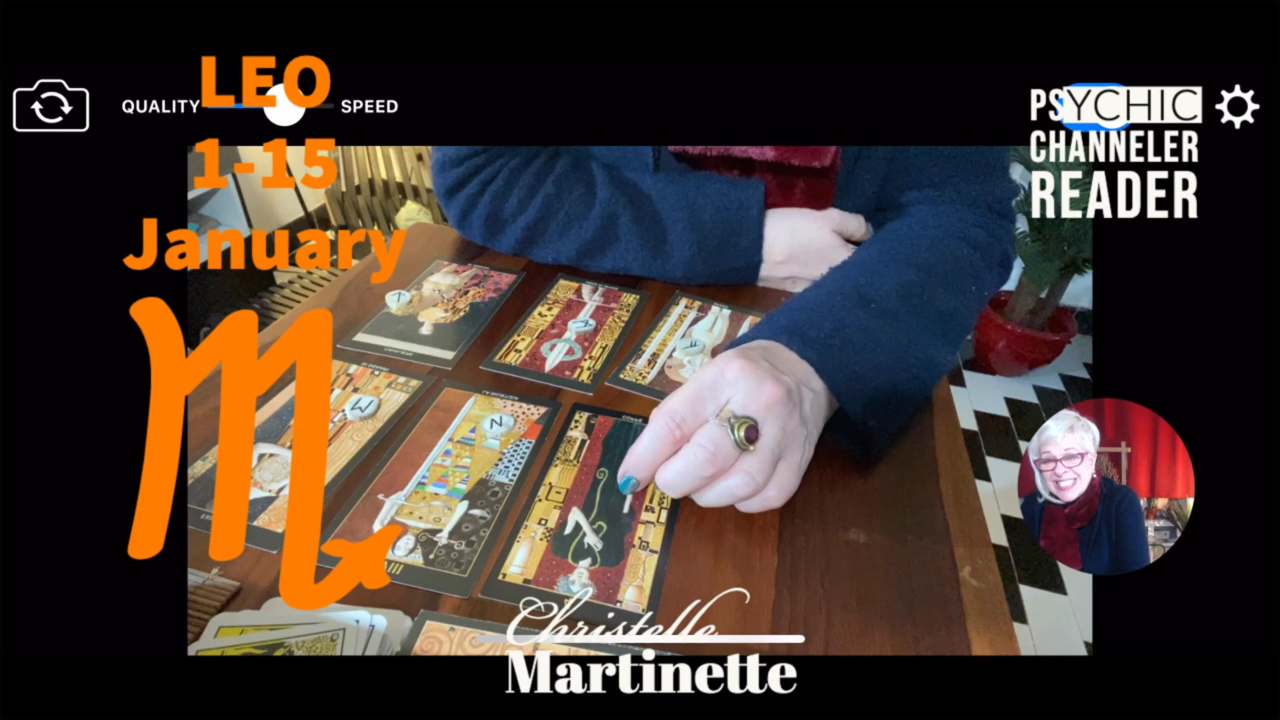 LEO
QUALITY
SPEED
1-15
January
PSYCHIC
CHANNELER
READER
Christelle
Martinette